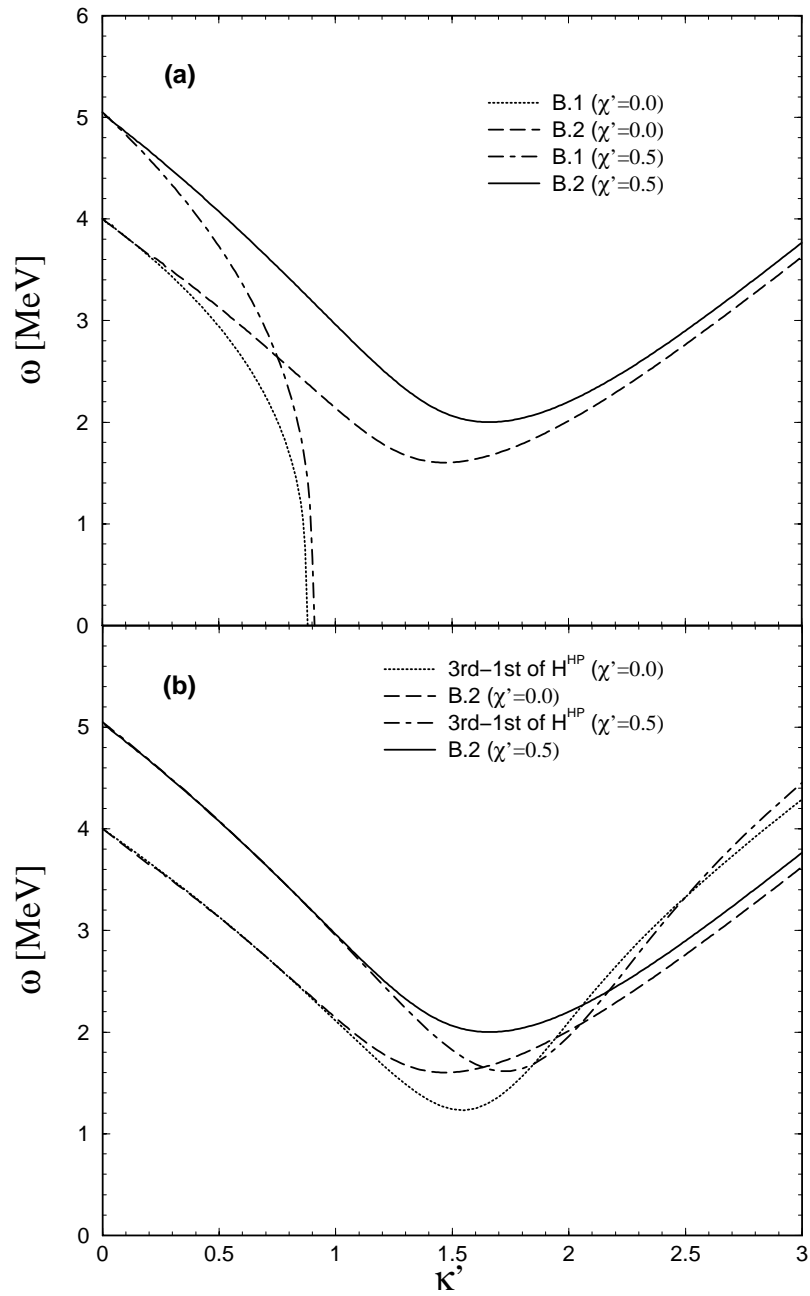 6
(a)
B.1 (χ'=0.0)
B.2 (χ'=0.0)
B.1 (χ'=0.5)
B.2 (χ'=0.5)
5
4
ω [MeV]
3
2
1
0
(b)
3rd−1st of H^HP (χ'=0.0)
B.2 (χ'=0.0)
3rd−1st of H^HP (χ'=0.5)
B.2 (χ'=0.5)
5
4
ω [MeV]
3
2
1
0
0 0.5 1 1.5 2 2.5 3
κ'